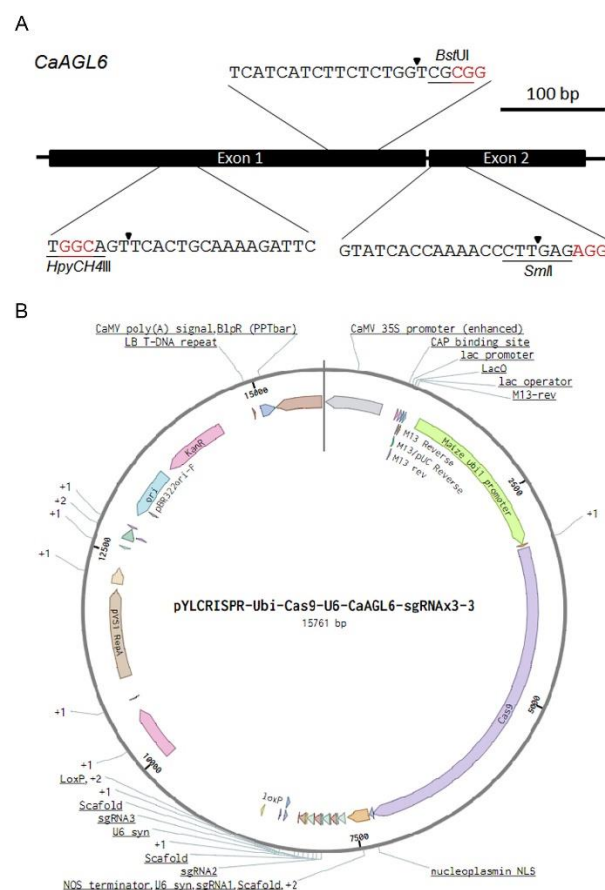 A
CaAGL6
BstUI
TCATCATCTTCTCTGGTCGCGG
100 bp
Exon 1
Exon 2
TGGCAGTTCACTGCAAAAGATTC
HpyCH4III
GTATCACCAAAACCCTTGAGAGG
SmlI
B
CaMV poly(A) signal,BlpR (PPTbar)
LB T-DNA repeat
CaMV 35S promoter (enhanced)
CAP binding site
lac promoter
LacO
lac operator
M13-rev
15000
KanR
M13 Reverse
M13/pUC Reverse
M13 rev
Maize ubi1 promoter
2500
ori
pBR322ori-F
+1
+2
+1
+1
12500
+1
pYLCRISPR-Ubi-Cas9-U6-CaAGL6-sgRNAx3-3
15761 bp
pVS1 RepA
Cas9
5000
+1
+1
10000
LoxP,+2
+1
Scafold
sgRNA3
U6 syn
+1
Scafold
sgRNA2
NOS terminator,U6 syn,sgRNA1,Scafold,+2
loxP
7500
nucleoplasmin NLS